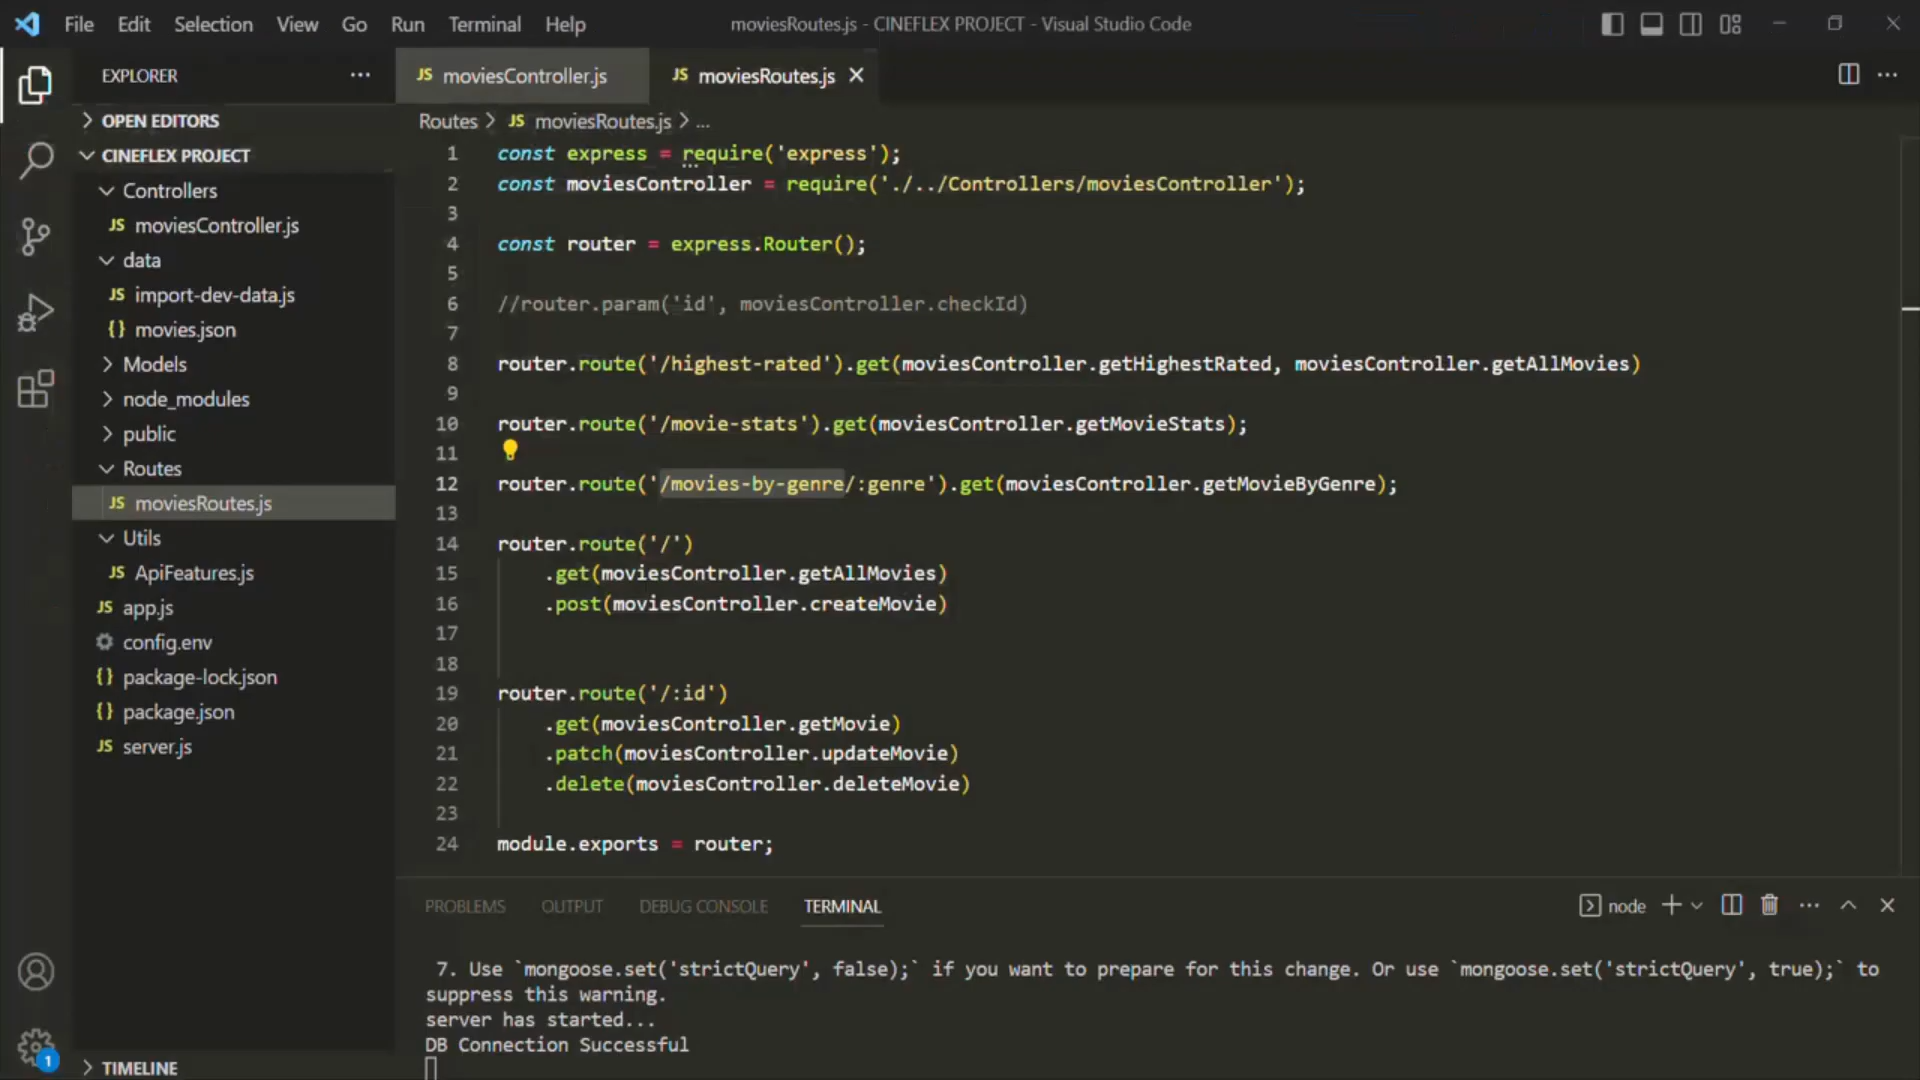 File Edit Selection View Go Run Terminal Help moviesRoutes.js - CINEFLEX PROJECT - Visual Studio Code
EXPLORER ...
OPEN EDITORS
CINEFLEX PROJECT
Controllers
JS moviesController.js
data
JS import-dev-data.js
{} movies.json
Models
node_modules
public
Routes
JS moviesRoutes.js
Utils
JS ApiFeatures.js
JS app.js
config.env
{} package-lock.json
{} package.json
JS server.js
1
TIMELINE
JS moviesController.js JS moviesRoutes.js
Routes > JS moviesRoutes.js > ...
1 const express = require('express');
2 const moviesController = require('./../Controllers/moviesController');
3
4 const router = express.Router();
5
6 //router.param('id', moviesController.checkId)
7
8 router.route('/highest-rated').get(moviesController.getHighestRated, moviesController.getAllMovies)
9
10 router.route('/movie-stats').get(moviesController.getMovieStats);
11
12 router.route('/movies-by-genre/:genre').get(moviesController.getMovieByGenre);
13
14 router.route('/')
15 .get(moviesController.getAllMovies)
16 .post(moviesController.createMovie)
17
18
19 router.route('/:id')
20 .get(moviesController.getMovie)
21 .patch(moviesController.updateMovie)
22 .delete(moviesController.deleteMovie)
23
24 module.exports = router;
PROBLEMS OUTPUT DEBUG CONSOLE TERMINAL node
7. Use `mongoose.set('strictQuery', false);` if you want to prepare for this change. Or use `mongoose.set('strictQuery', true);` to
suppress this warning.
server has started...
DB Connection Successful